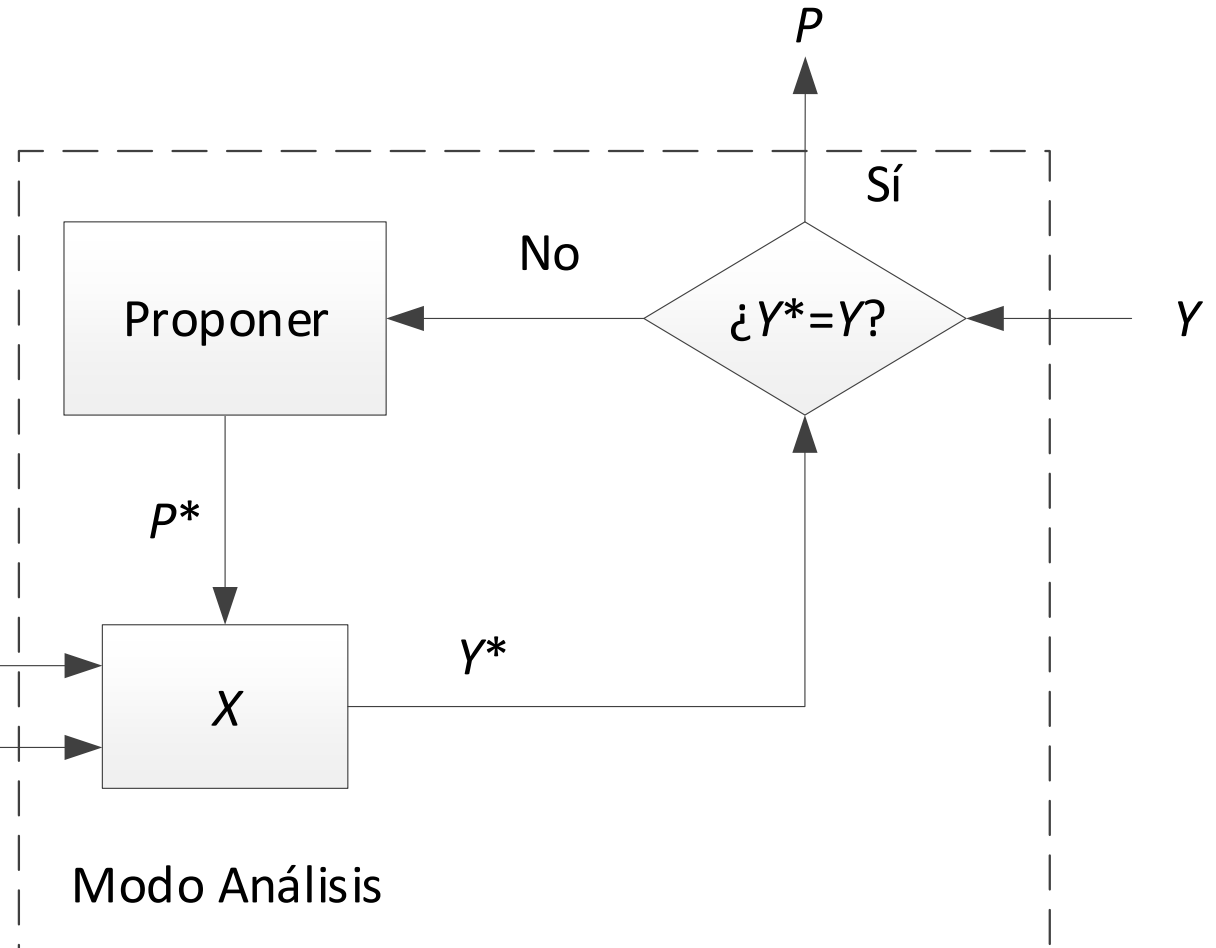 P
Sí
No
Proponer
¿Y*=Y?
Y
P*
Y*
X
Modo Análisis